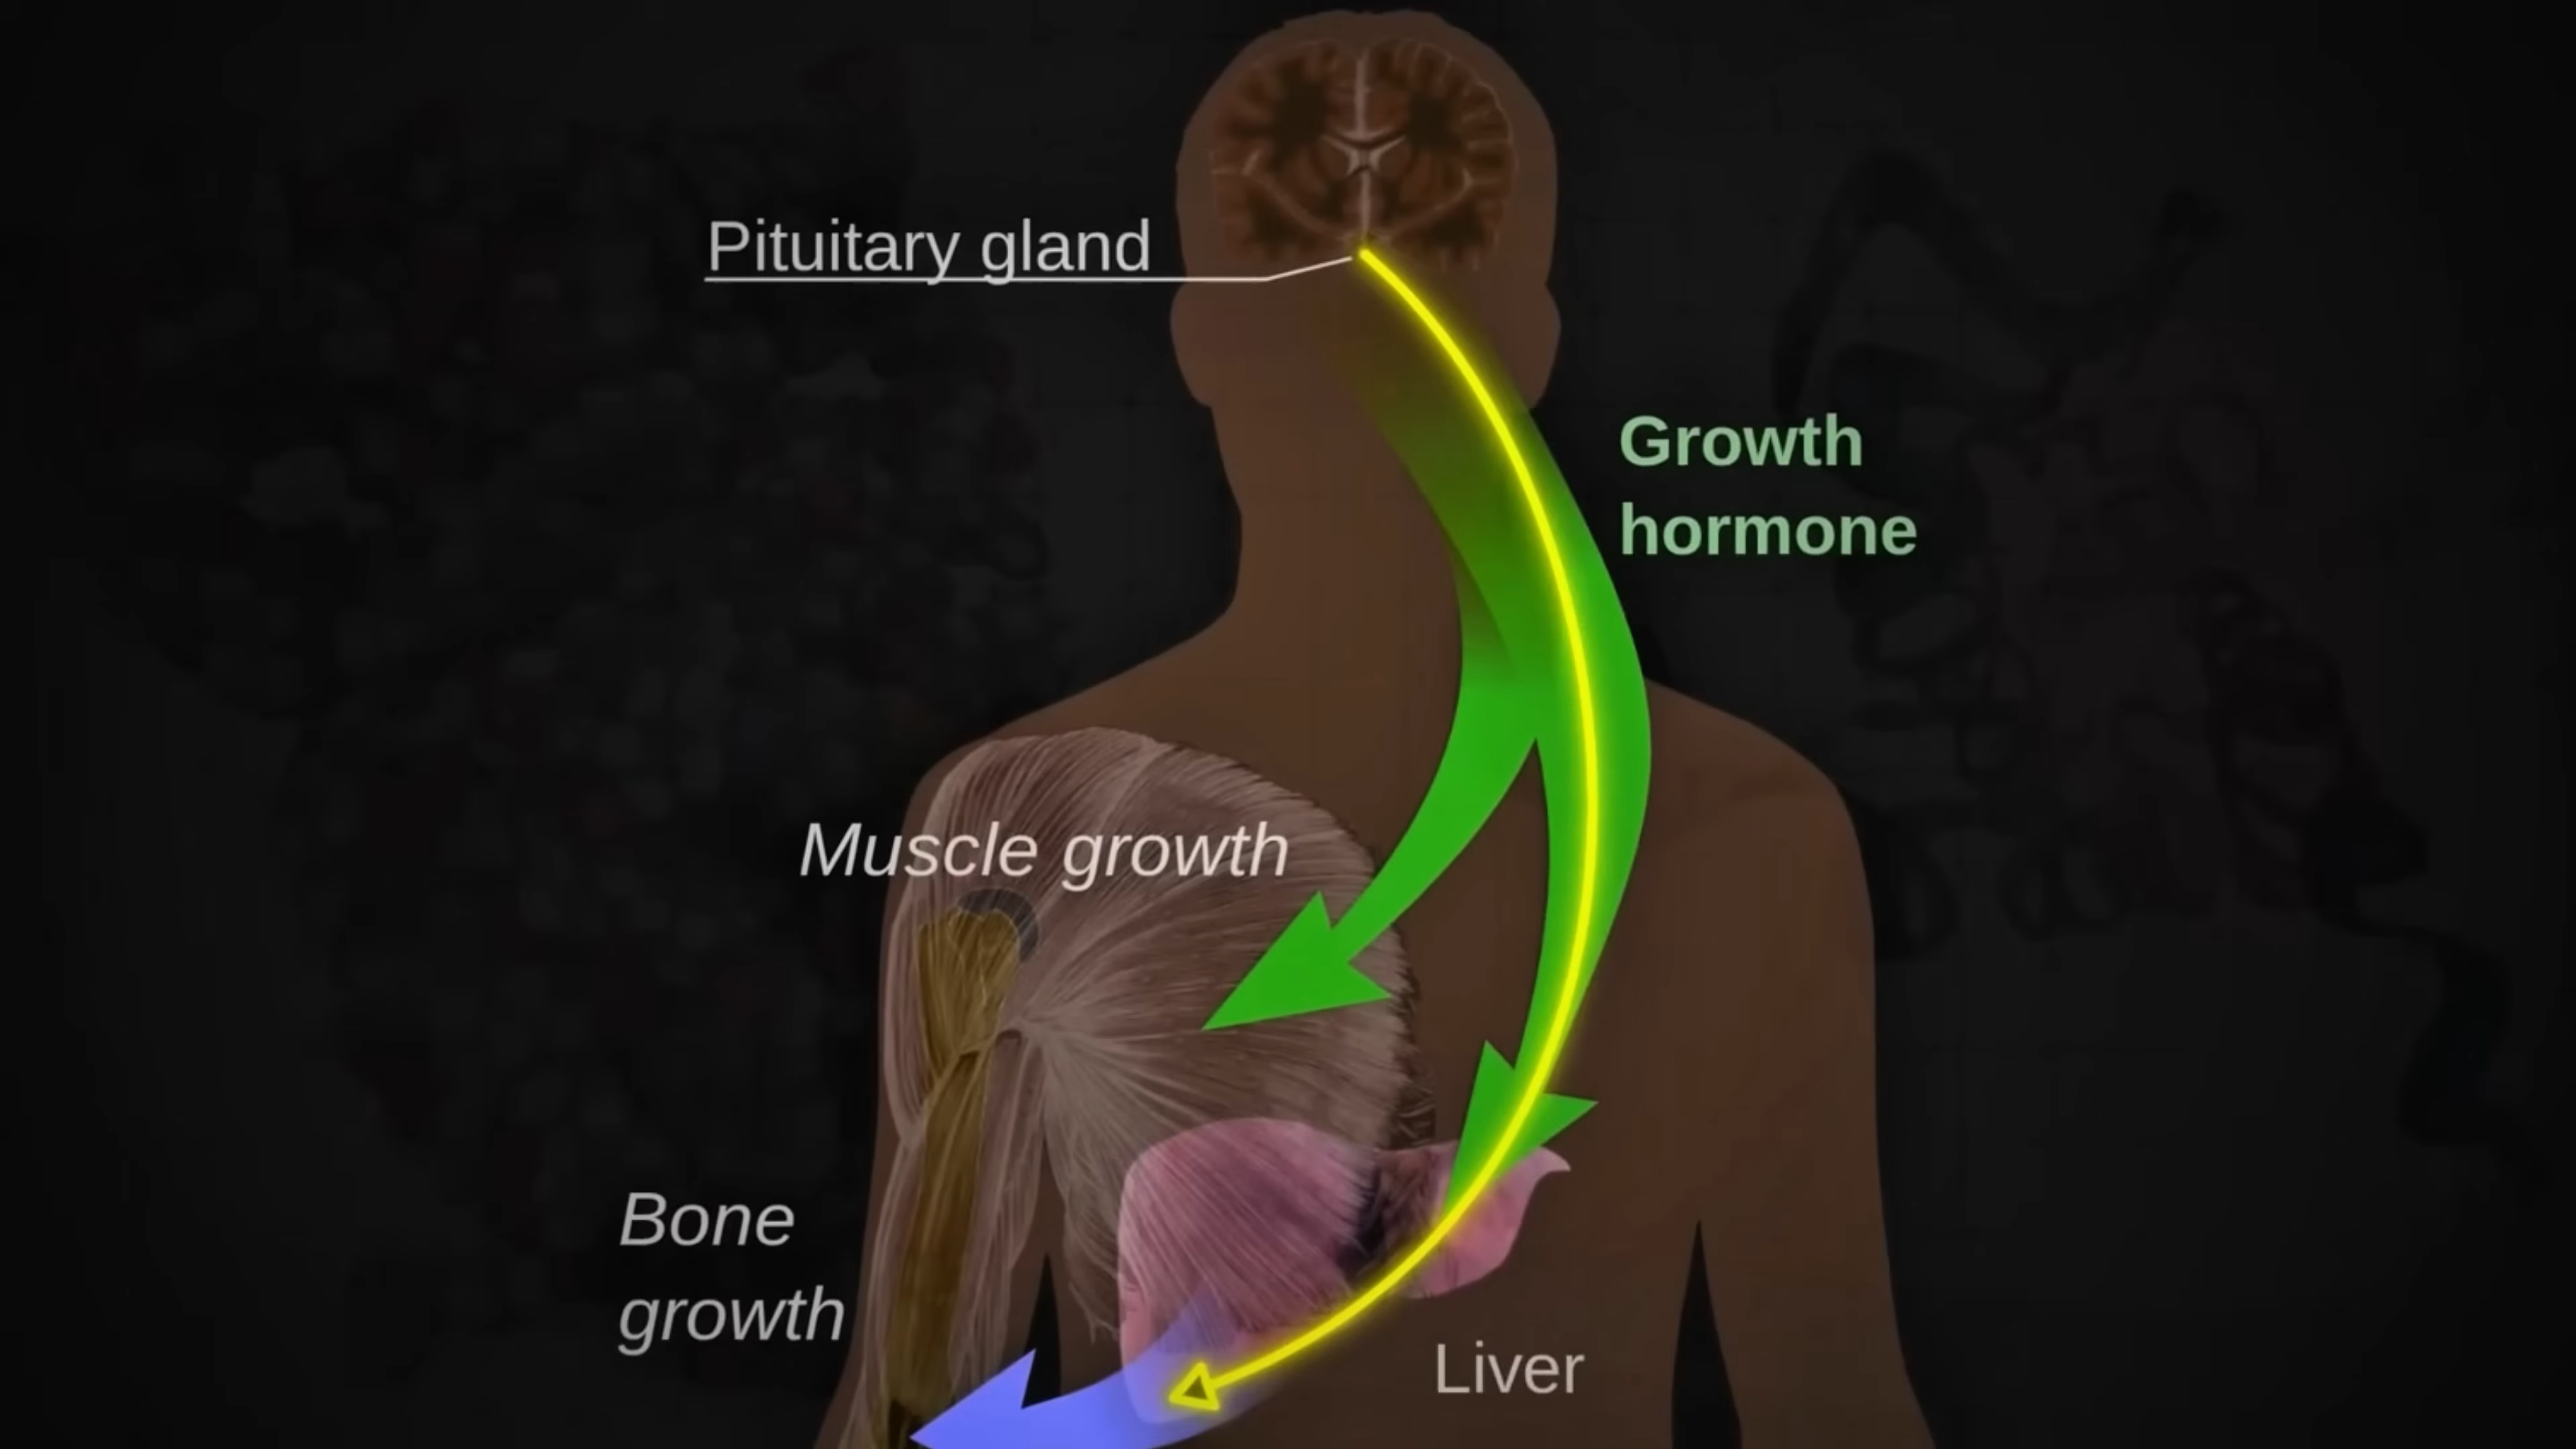 Pituitary gland
Growth
hormone
Muscle growth
Bone
growth
Liver